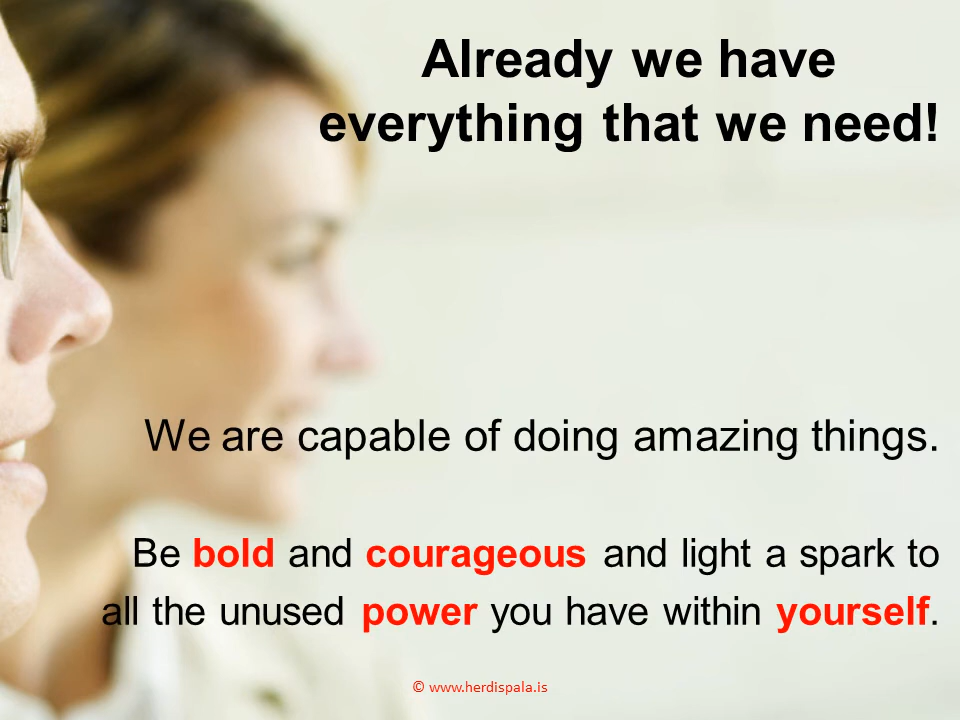 Already we have
everything that we need!
We are capable of doing amazing things.
Be bold and courageous and light a spark to
all the unused power you have within yourself.
© www.herdispala.is